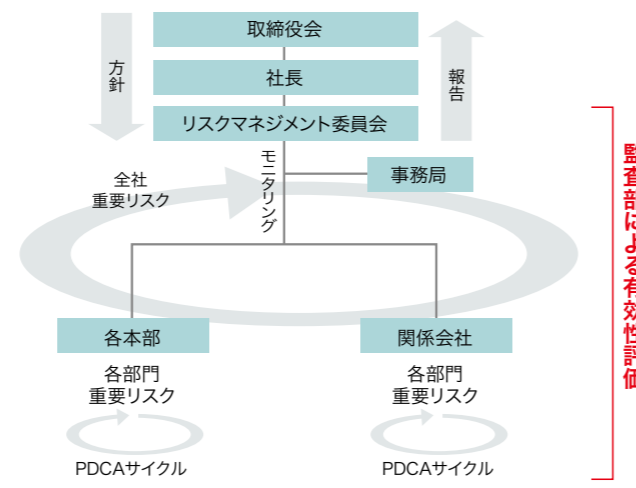 取締役会
方針
社長
報告
リスクマネジメント委員会
モニタリング
事務局
全社
重要リスク
監査部による有効性評価
各本部
関係会社
各部門
重要リスク
各部門
重要リスク
PDCAサイクル
PDCAサイクル